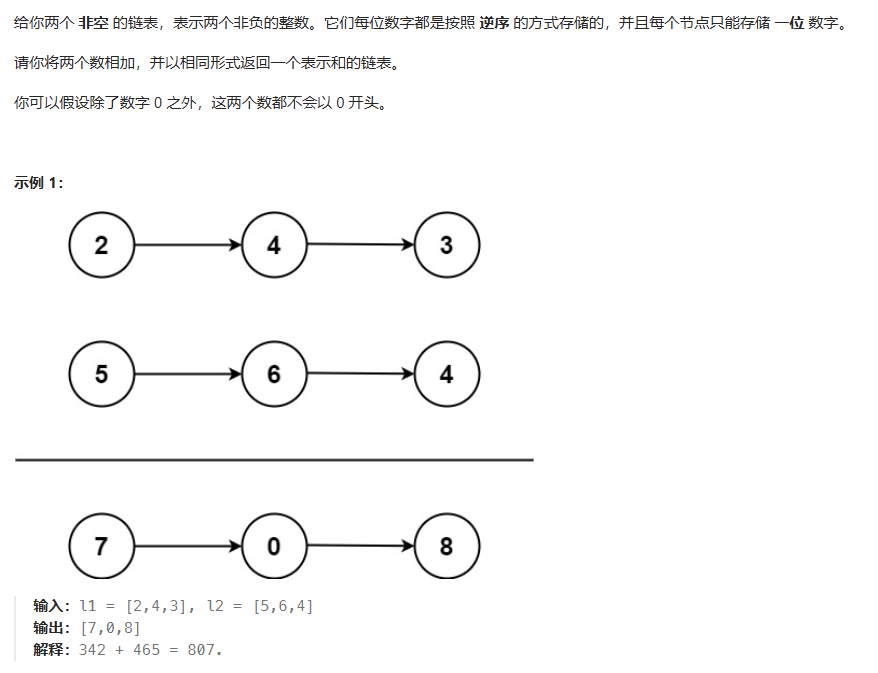 给你两个 非空 的链表，表示两个非负的整数。它们每位数字都是按照 逆序 的方式存储的，并且每个节点只能存储 一位 数字。
请你将两个数相加，并以相同形式返回一个表示和的链表。
你可以假设除了数字 0 之外，这两个数都不会以 0 开头。
示例 1：
2 4 3
5 6 4
7 0 8
输入：l1 = [2,4,3], l2 = [5,6,4]
输出：[7,0,8]
解释：342 + 465 = 807.